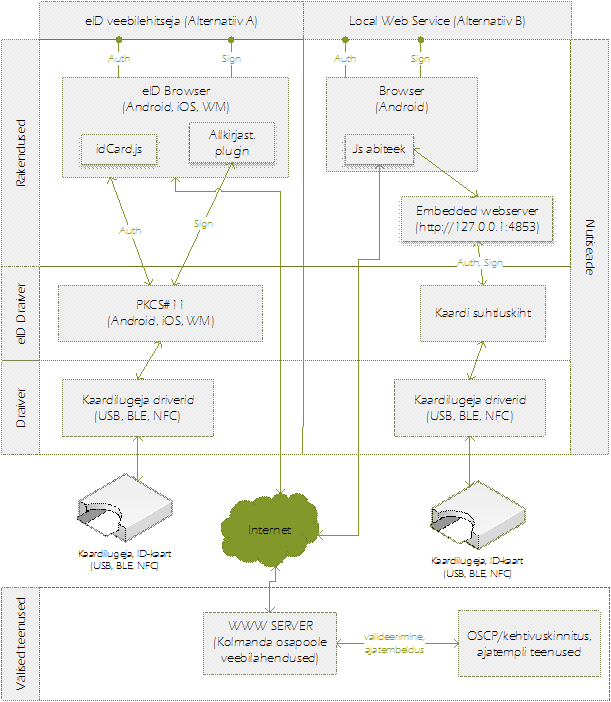 eID veebilehitseja (Alternatiiv A)
Local Web Service (Alternatiiv B)
Auth
Sign
Auth
Sign
Rakendused
eID Browser
(Android, iOS, WM)
idCard.js
Allkirjast.
plugin
Browser
(Android)
Js abiteek
Embedded webserver
(http://127.0.0.1:4853)
Nutiseade
Auth
Sign
Auth, Sign
eID Draiver
PKCS#11
(Android, iOS, WM)
Kaardi suhtluskiht
Draiver
Kaardilugeja driverid
(USB, BLE, NFC)
Kaardilugeja driverid
(USB, BLE, NFC)
Internet
Kaardilugeja, ID-kaart
(USB, BLE, NFC)
Kaardilugeja, ID-kaart
(USB, BLE, NFC)
Välised teenused
WWW SERVER
(Kolmanda osapoole
veebilahendused)
valideerimine,
ajatembeldus
OSCP/kehtivuskinnitus,
ajatempli teenused